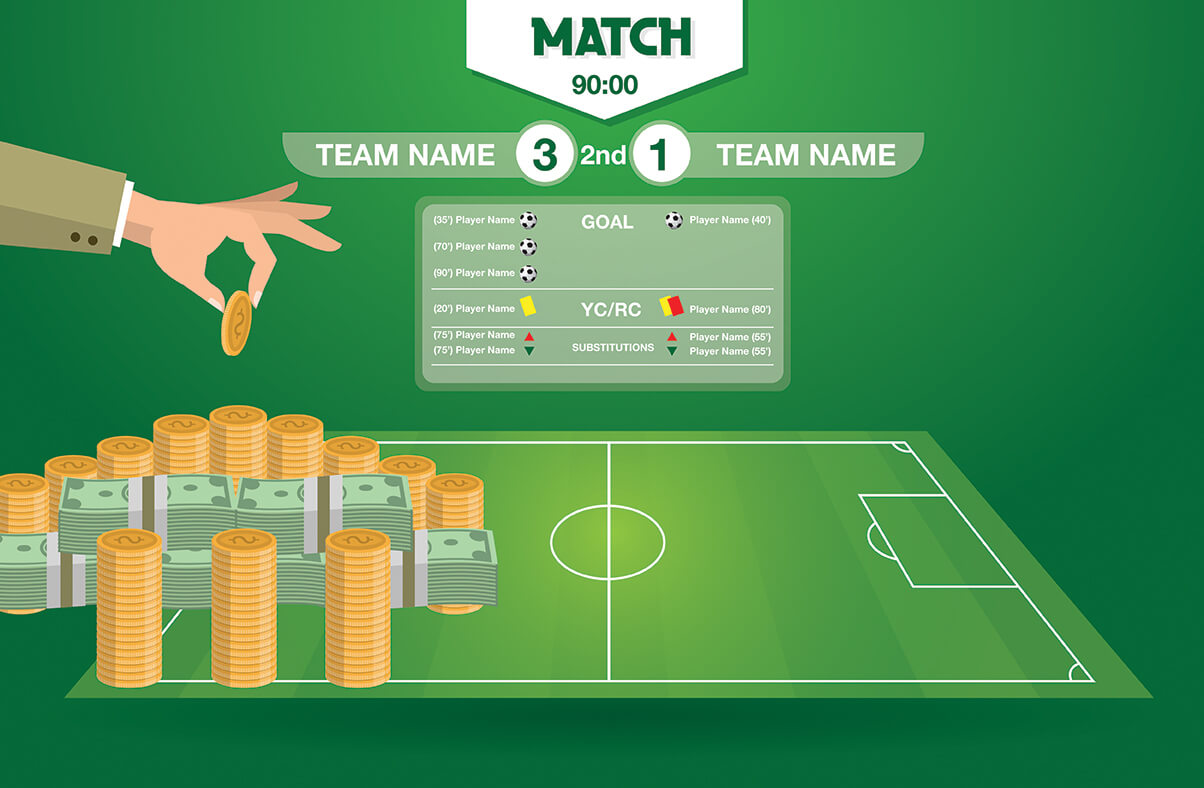 MATCH
90:00
TEAM NAME 3 2nd 1 TEAM NAME
(35') Player Name GOAL Player Name (40')
(70') Player Name
(90') Player Name
(20') Player Name YC/RC Player Name (80')
(75') Player Name Player Name (55')
SUBSTITUTIONS
(75') Player Name Player Name (55')